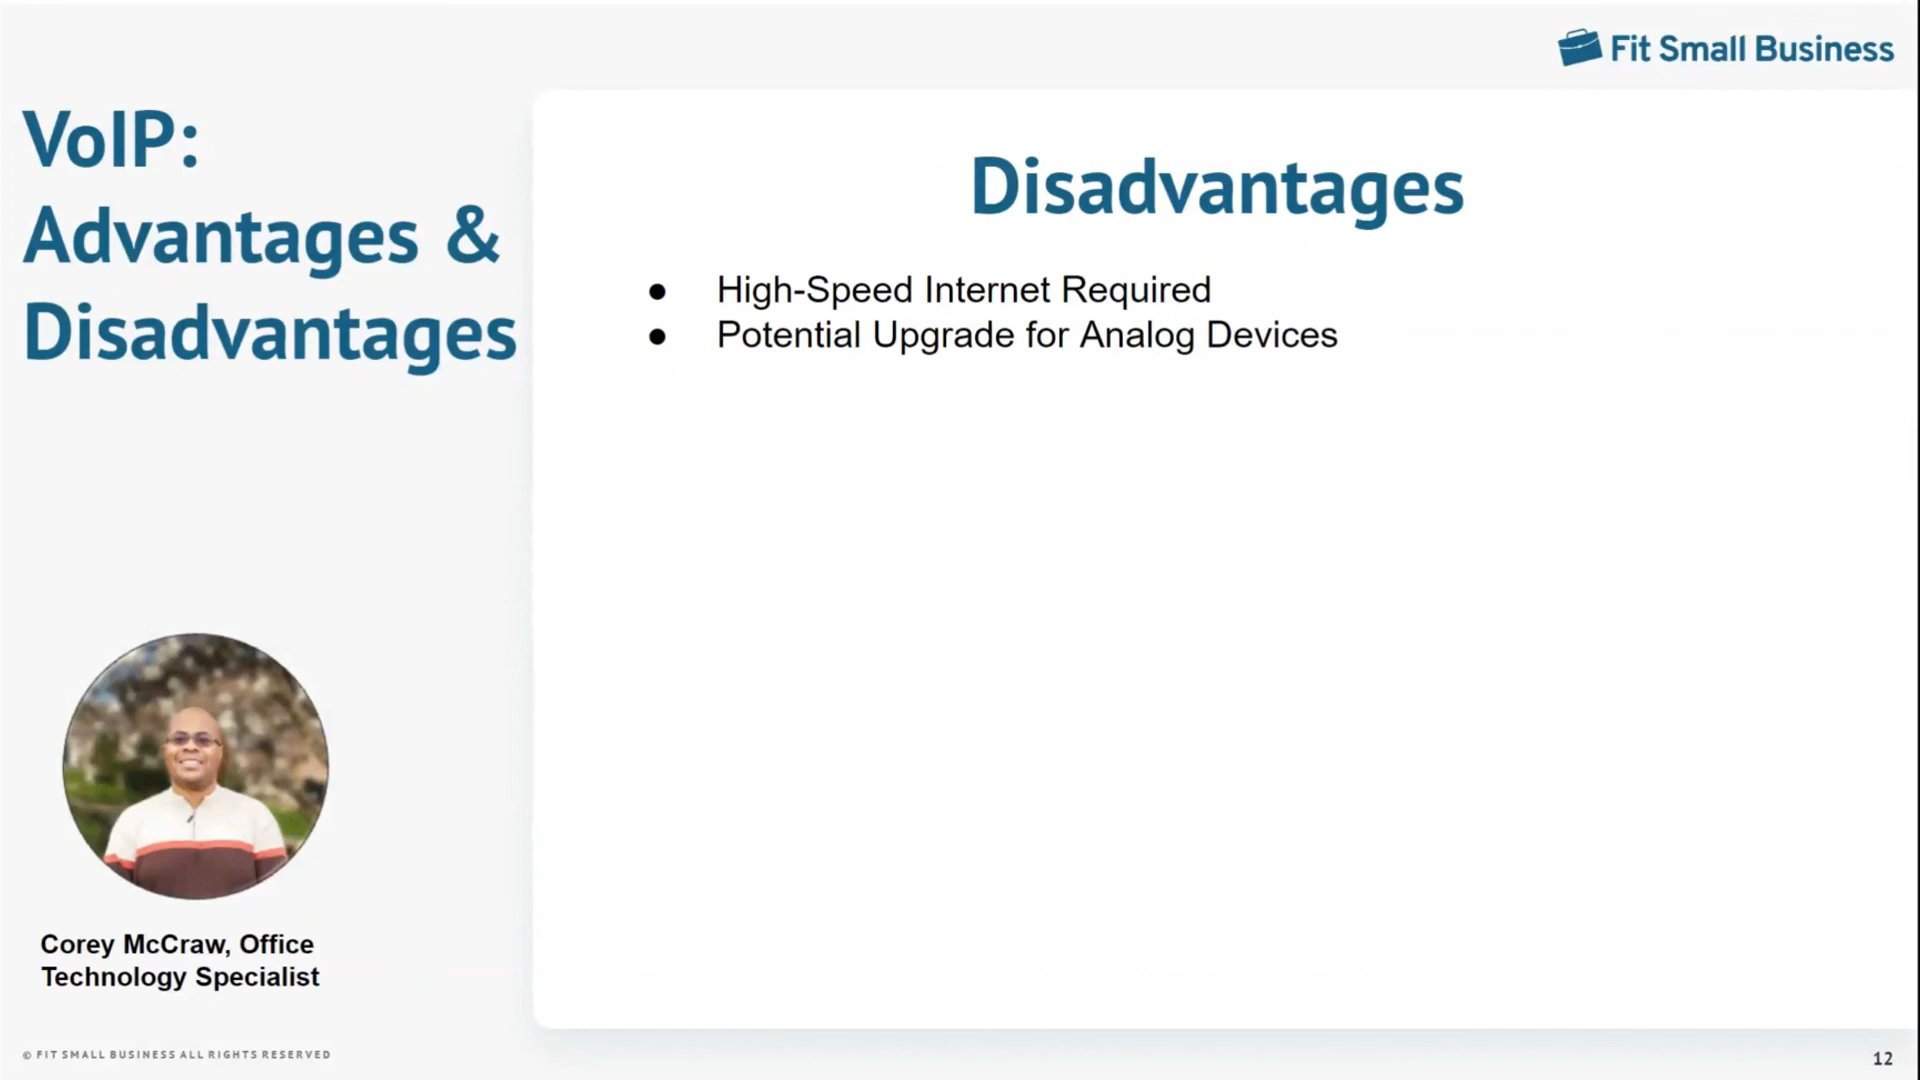 Fit Small Business
VoIP:
Advantages &
Disadvantages
Disadvantages
● High-Speed Internet Required
● Potential Upgrade for Analog Devices
Corey McCraw, Office
Technology Specialist
© FIT SMALL BUSINESS ALL RIGHTS RESERVED
12